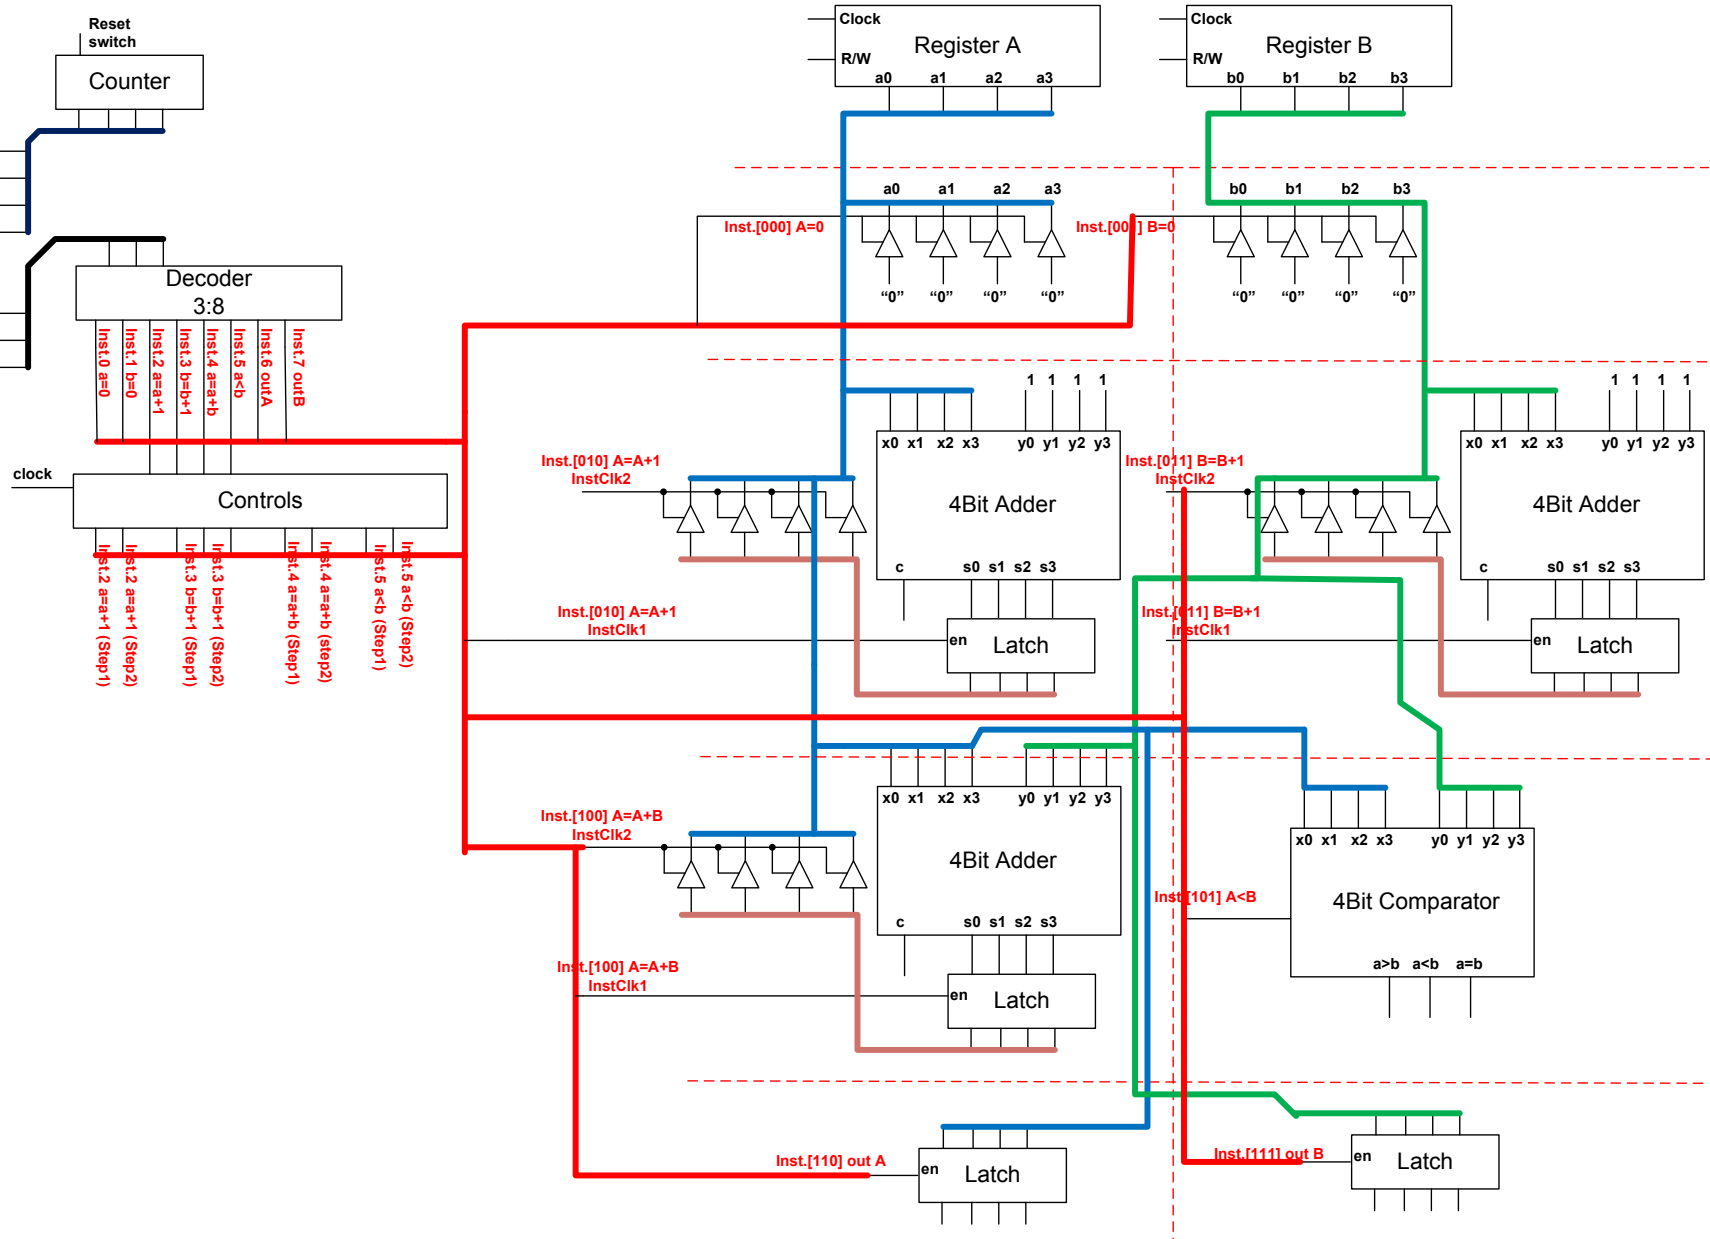 Reset
switch
Counter
Clock
R/W
Register A
a0 a1 a2 a3
Clock
R/W
Register B
b0 b1 b2 b3
a0 a1 a2 a3
b0 b1 b2 b3
Inst.[000] A=0
Inst.[00 ] B=0
“0” “0” “0” “0”
“0” “0” “0” “0”
Decoder
3:8
Inst.0 a=0
Inst.1 b=0
Inst.2 a=a+1
Inst.3 b=b+1
Inst.4 a=a+b
Inst.5 a<b
Inst.6 outA
Inst.7 outB
clock
Controls
Inst.2 a=a+1 (Step1)
Inst.2 a=a+1 (Step2)
Inst.3 b=b+1 (Step1)
Inst.3 b=b+1 (Step2)
Inst.4 a=a+b (Step1)
Inst.4 a=a+b (step2)
Inst.5 a<b (Step1)
Inst.5 a<b (Step2)
1 1 1 1
x0 x1 x2 x3 y0 y1 y2 y3
4Bit Adder
c s0 s1 s2 s3
Inst.[010] A=A+1
InstClk2
Inst.[010] A=A+1
InstClk1
en
Latch
1 1 1 1
x0 x1 x2 x3 y0 y1 y2 y3
4Bit Adder
c s0 s1 s2 s3
Inst.[011] B=B+1
InstClk2
Inst.[011] B=B+1
InstClk1
en
Latch
x0 x1 x2 x3 y0 y1 y2 y3
4Bit Adder
c s0 s1 s2 s3
Inst.[100] A=A+B
InstClk2
Inst.[100] A=A+B
InstClk1
en
Latch
x0 x1 x2 x3 y0 y1 y2 y3
4Bit Comparator
a>b a<b a=b
Inst.[101] A<B
Inst.[110] out A
en
Latch
Inst.[111] out B
en
Latch